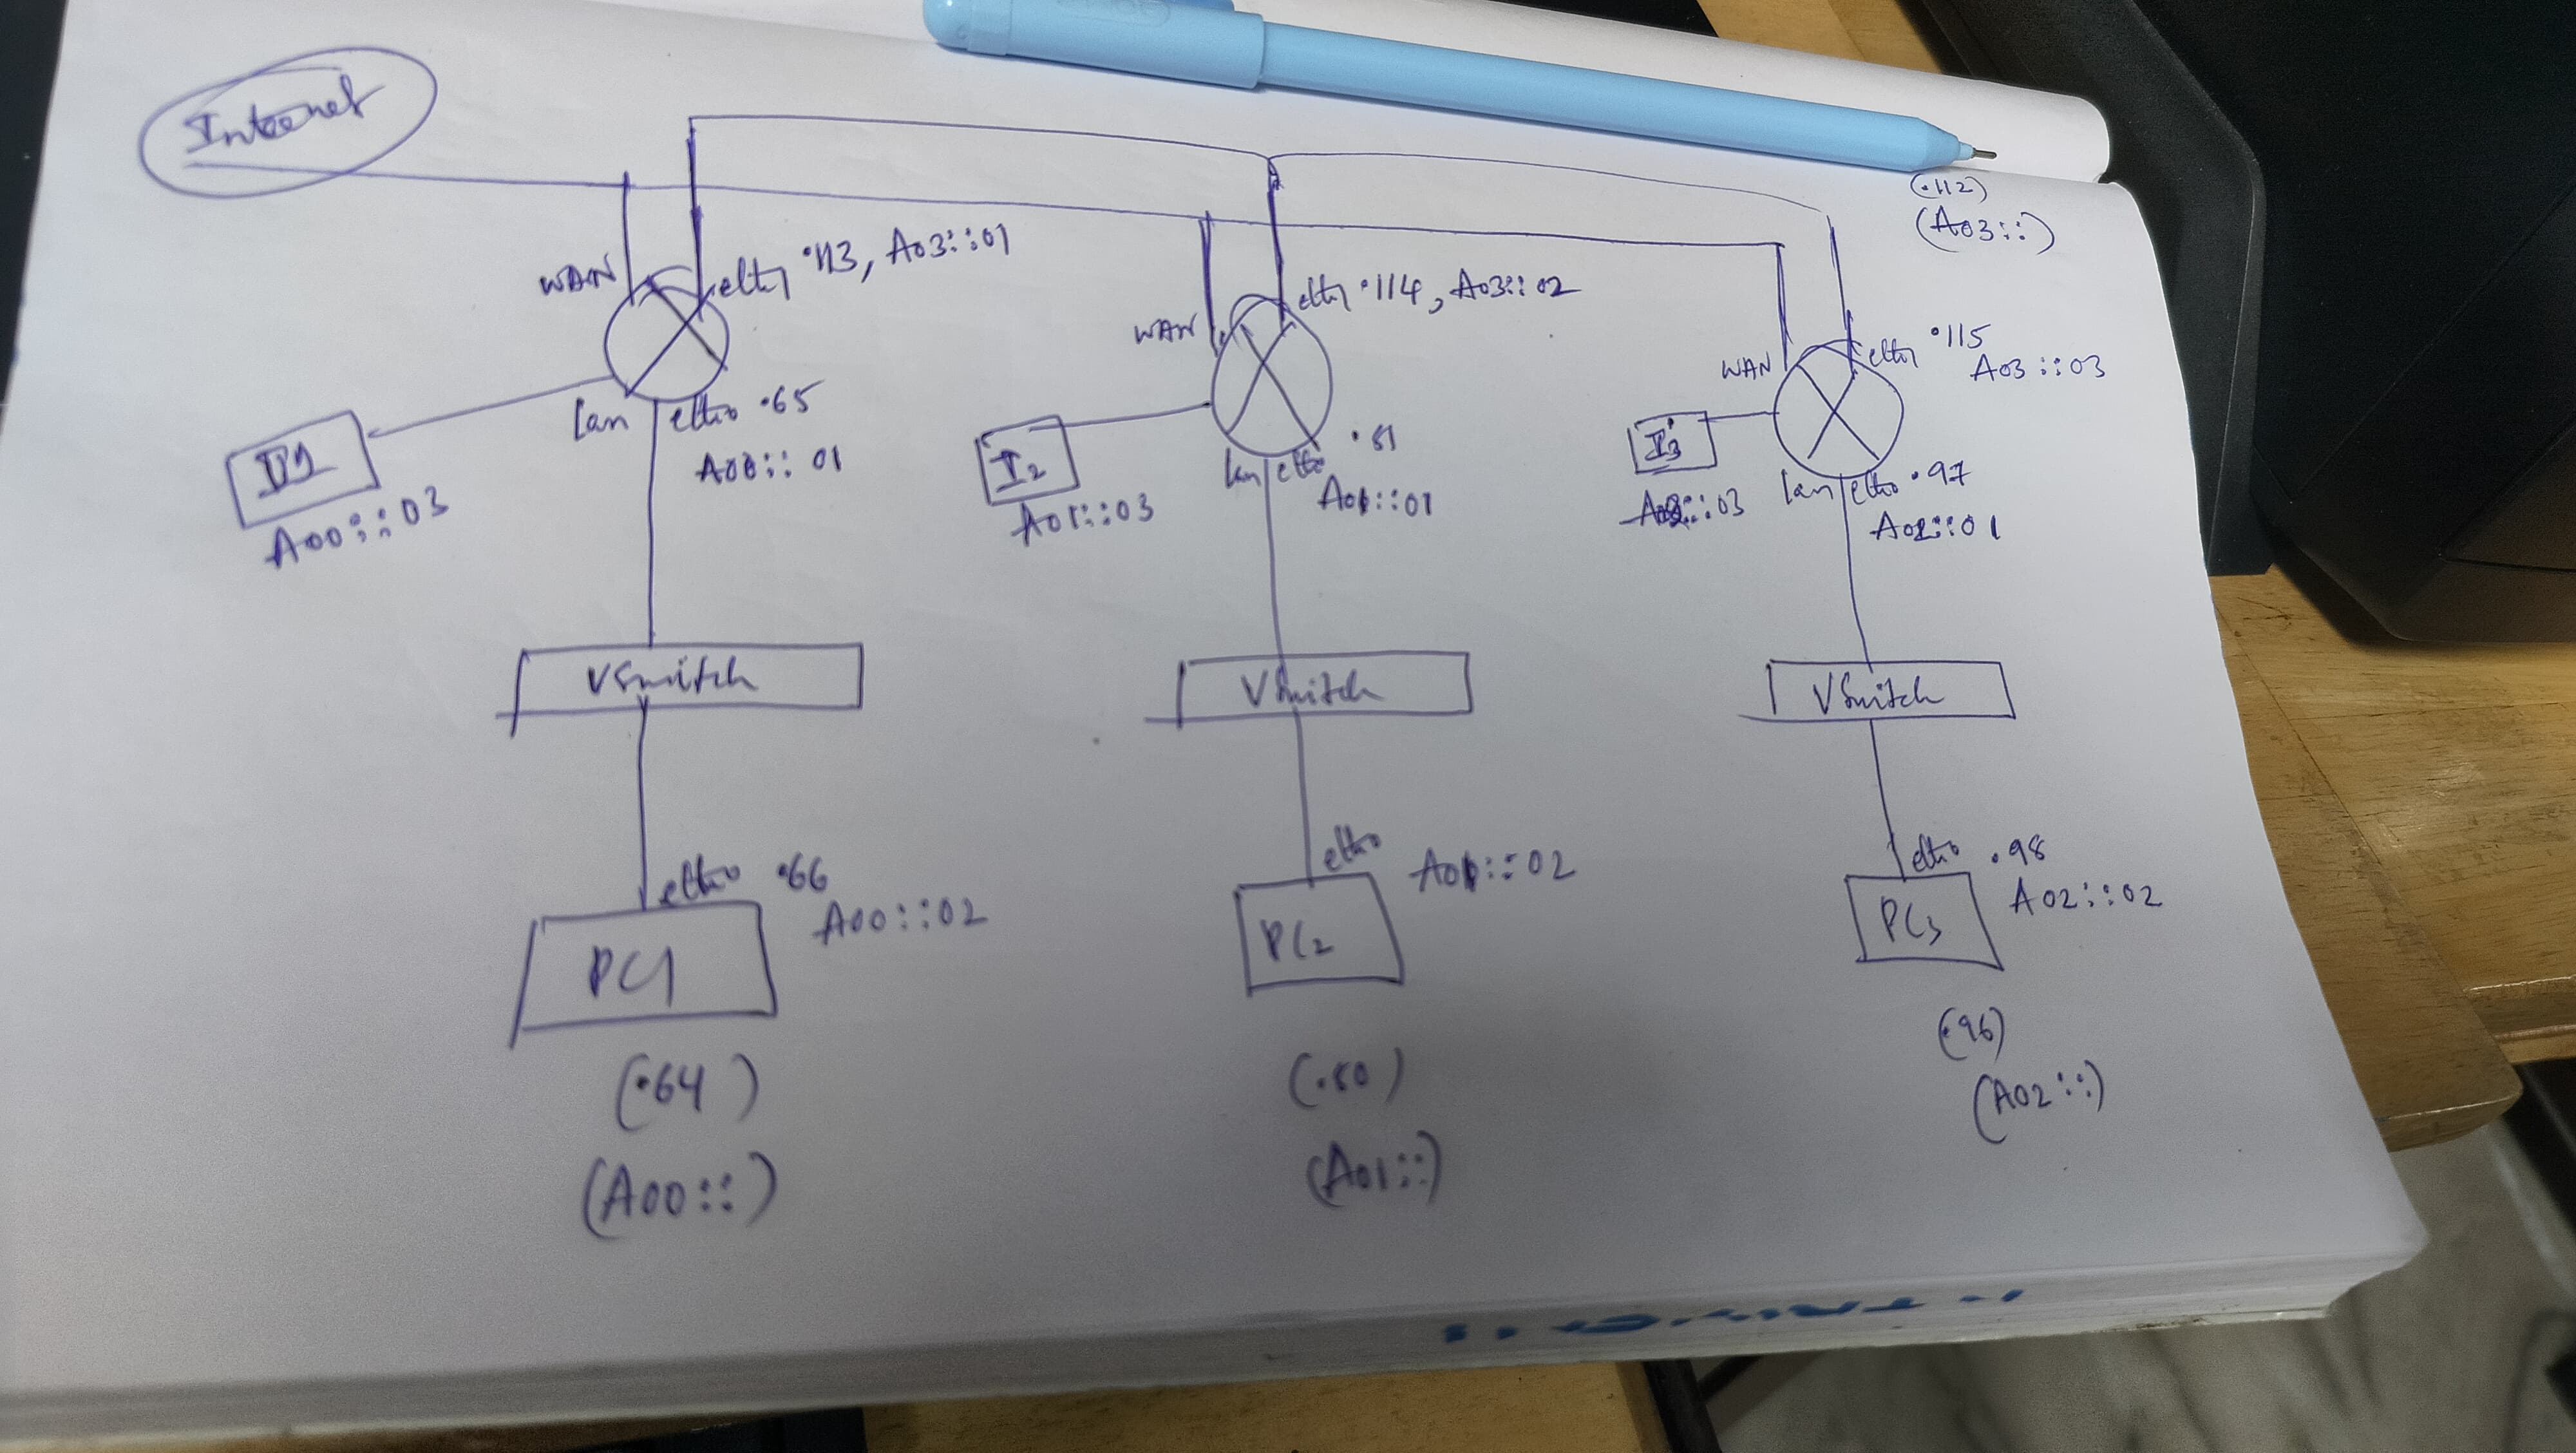 Internet
(.112)
(A03::)
WAN
eth1 .113, A03::01
WAN
eth1 .114, A03::02
WAN
eth1 .115
A03::03
lan
eth0 .65
A00::01
A00::03
I2
A01::03
lan
eth0
.81
A01::01
I3
::03
lan
eth0 .97
A02::01
VSwitch
VSwitch
VSwitch
eth0 .66
A00::02
PC1
eth0
A01::02
PC2
eth0 .98
A02::02
PC3
(.64)
(A00::)
(.80)
(A01::)
(.96)
(A02::)